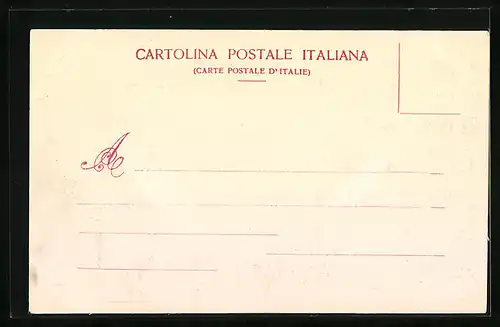 CARTOLINA POSTALE ITALIANA
(CARTE POSTALE D'ITALIE)
A